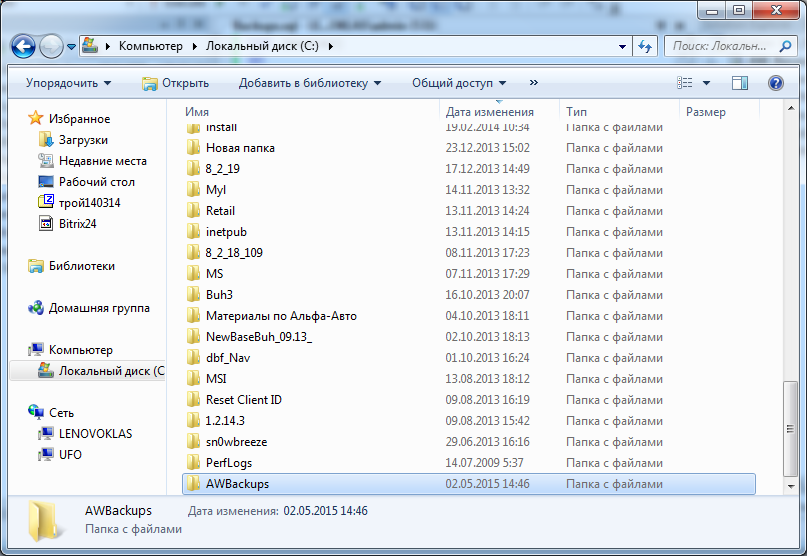 Компьютер Локальный диск (C:) Поиск: Локальн...
Упорядочить Открыть Добавить в библиотеку Общий доступ »
Имя Дата изменения Тип Размер
Избранное
Загрузки
Недавние места
Рабочий стол
трой140314
Bitrix24
Библиотеки
Домашняя группа
Компьютер
Локальный диск (C
Сеть
LENOVOKLAS
UFO
install 19.02.2014 10:34 Папка с файлами
Новая папка 23.12.2013 15:02 Папка с файлами
8_2_19 17.12.2013 14:49 Папка с файлами
Myl 14.11.2013 13:32 Папка с файлами
Retail 13.11.2013 14:24 Папка с файлами
inetpub 13.11.2013 14:15 Папка с файлами
8_2_18_109 08.11.2013 17:23 Папка с файлами
MS 07.11.2013 17:29 Папка с файлами
Buh3 16.10.2013 20:07 Папка с файлами
Материалы по Альфа-Авто 04.10.2013 18:11 Папка с файлами
NewBaseBuh_09.13_ 02.10.2013 18:13 Папка с файлами
dbf_Nav 01.10.2013 16:24 Папка с файлами
MSI 13.08.2013 18:12 Папка с файлами
Reset Client ID 09.08.2013 16:19 Папка с файлами
1.2.14.3 09.08.2013 15:42 Папка с файлами
sn0wbreeze 29.06.2013 16:16 Папка с файлами
PerfLogs 14.07.2009 5:37 Папка с файлами
AWBackups 02.05.2015 14:46 Папка с файлами
AWBackups Дата изменения: 02.05.2015 14:46
Папка с файлами